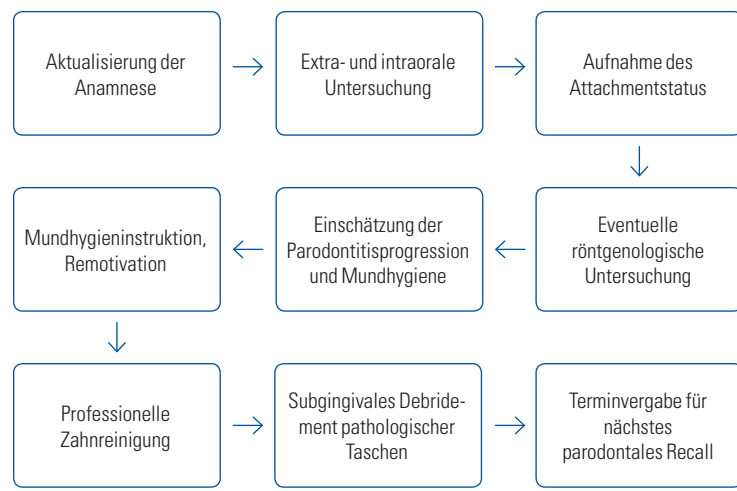 Aktualisierung der
Anamnese
Extra- und intraorale
Untersuchung
Aufnahme des
Attachmentstatus
Eventuelle
röntgenologische
Untersuchung
Einschätzung der
Parodontitisprogression
und Mundhygiene
Mundhygieninstruktion,
Remotivation
Professionelle
Zahnreinigung
Subgingivales Debride-
ment pathologischer
Taschen
Terminvergabe für
nächstes
parodontales Recall